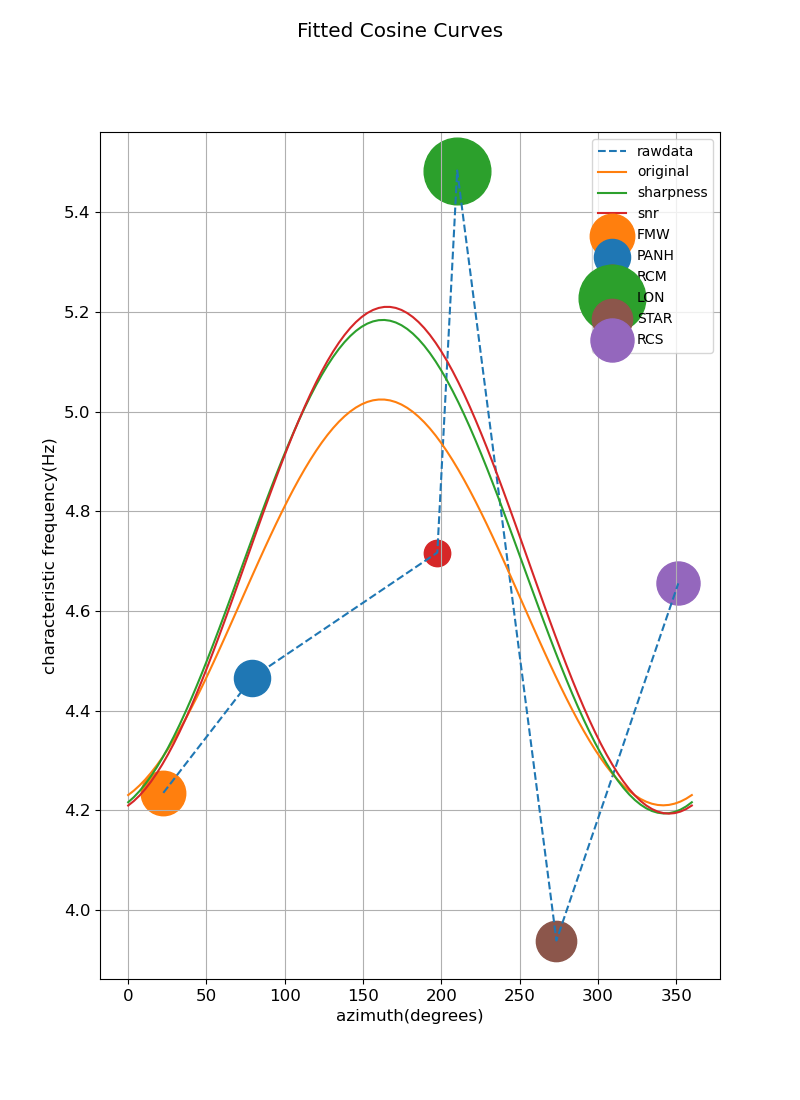 Fitted Cosine Curves
rawdata
original
sharpness
snr
FMW
PANH
RCM
LON
STAR
RCS
5.4
5.2
5.0
4.8
4.6
4.4
4.2
4.0
characteristic frequency(Hz)
0 50 100 150 200 250 300 350
azimuth(degrees)